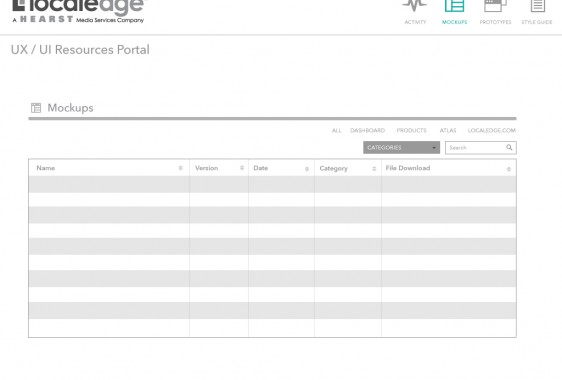 localedge
A HEARST Media Services Company
ACTIVITY MOCKUPS PROTOTYPES STYLE GUIDE
UX / UI Resources Portal
Mockups
ALL DASHBOARD PRODUCTS ATLAS LOCALEDGE.COM
CATEGORIES Search
Name Version Date Category File Download